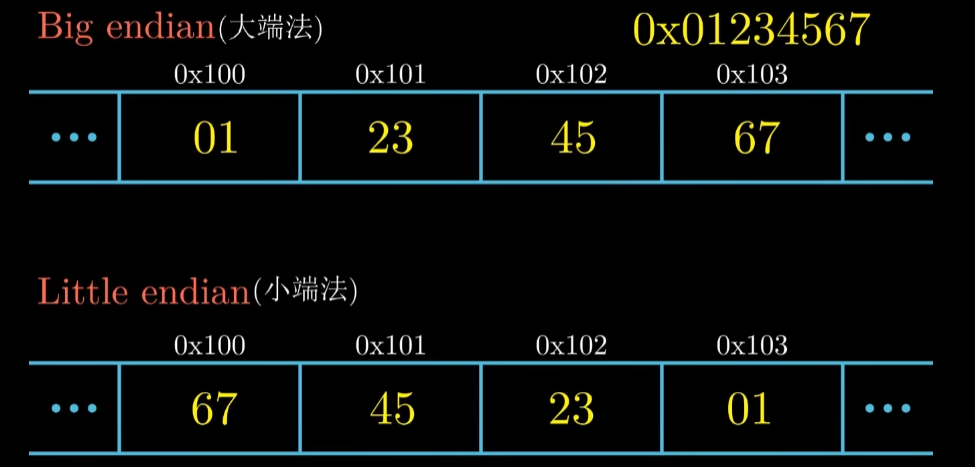 Big endian(大端法) 0x01234567
0x100 0x101 0x102 0x103
... 01 23 45 67 ...
Little endian(小端法)
0x100 0x101 0x102 0x103
... 67 45 23 01 ...